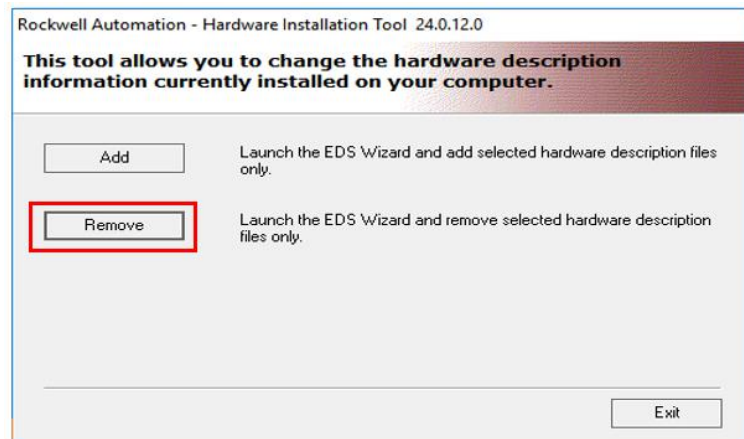 Rockwell Automation - Hardware Installation Tool 24.0.12.0
This tool allows you to change the hardware description
information currently installed on your computer.
Add
Launch the EDS Wizard and add selected hardware description files
only.
Remove
Launch the EDS Wizard and remove selected hardware description
files only.
Exit